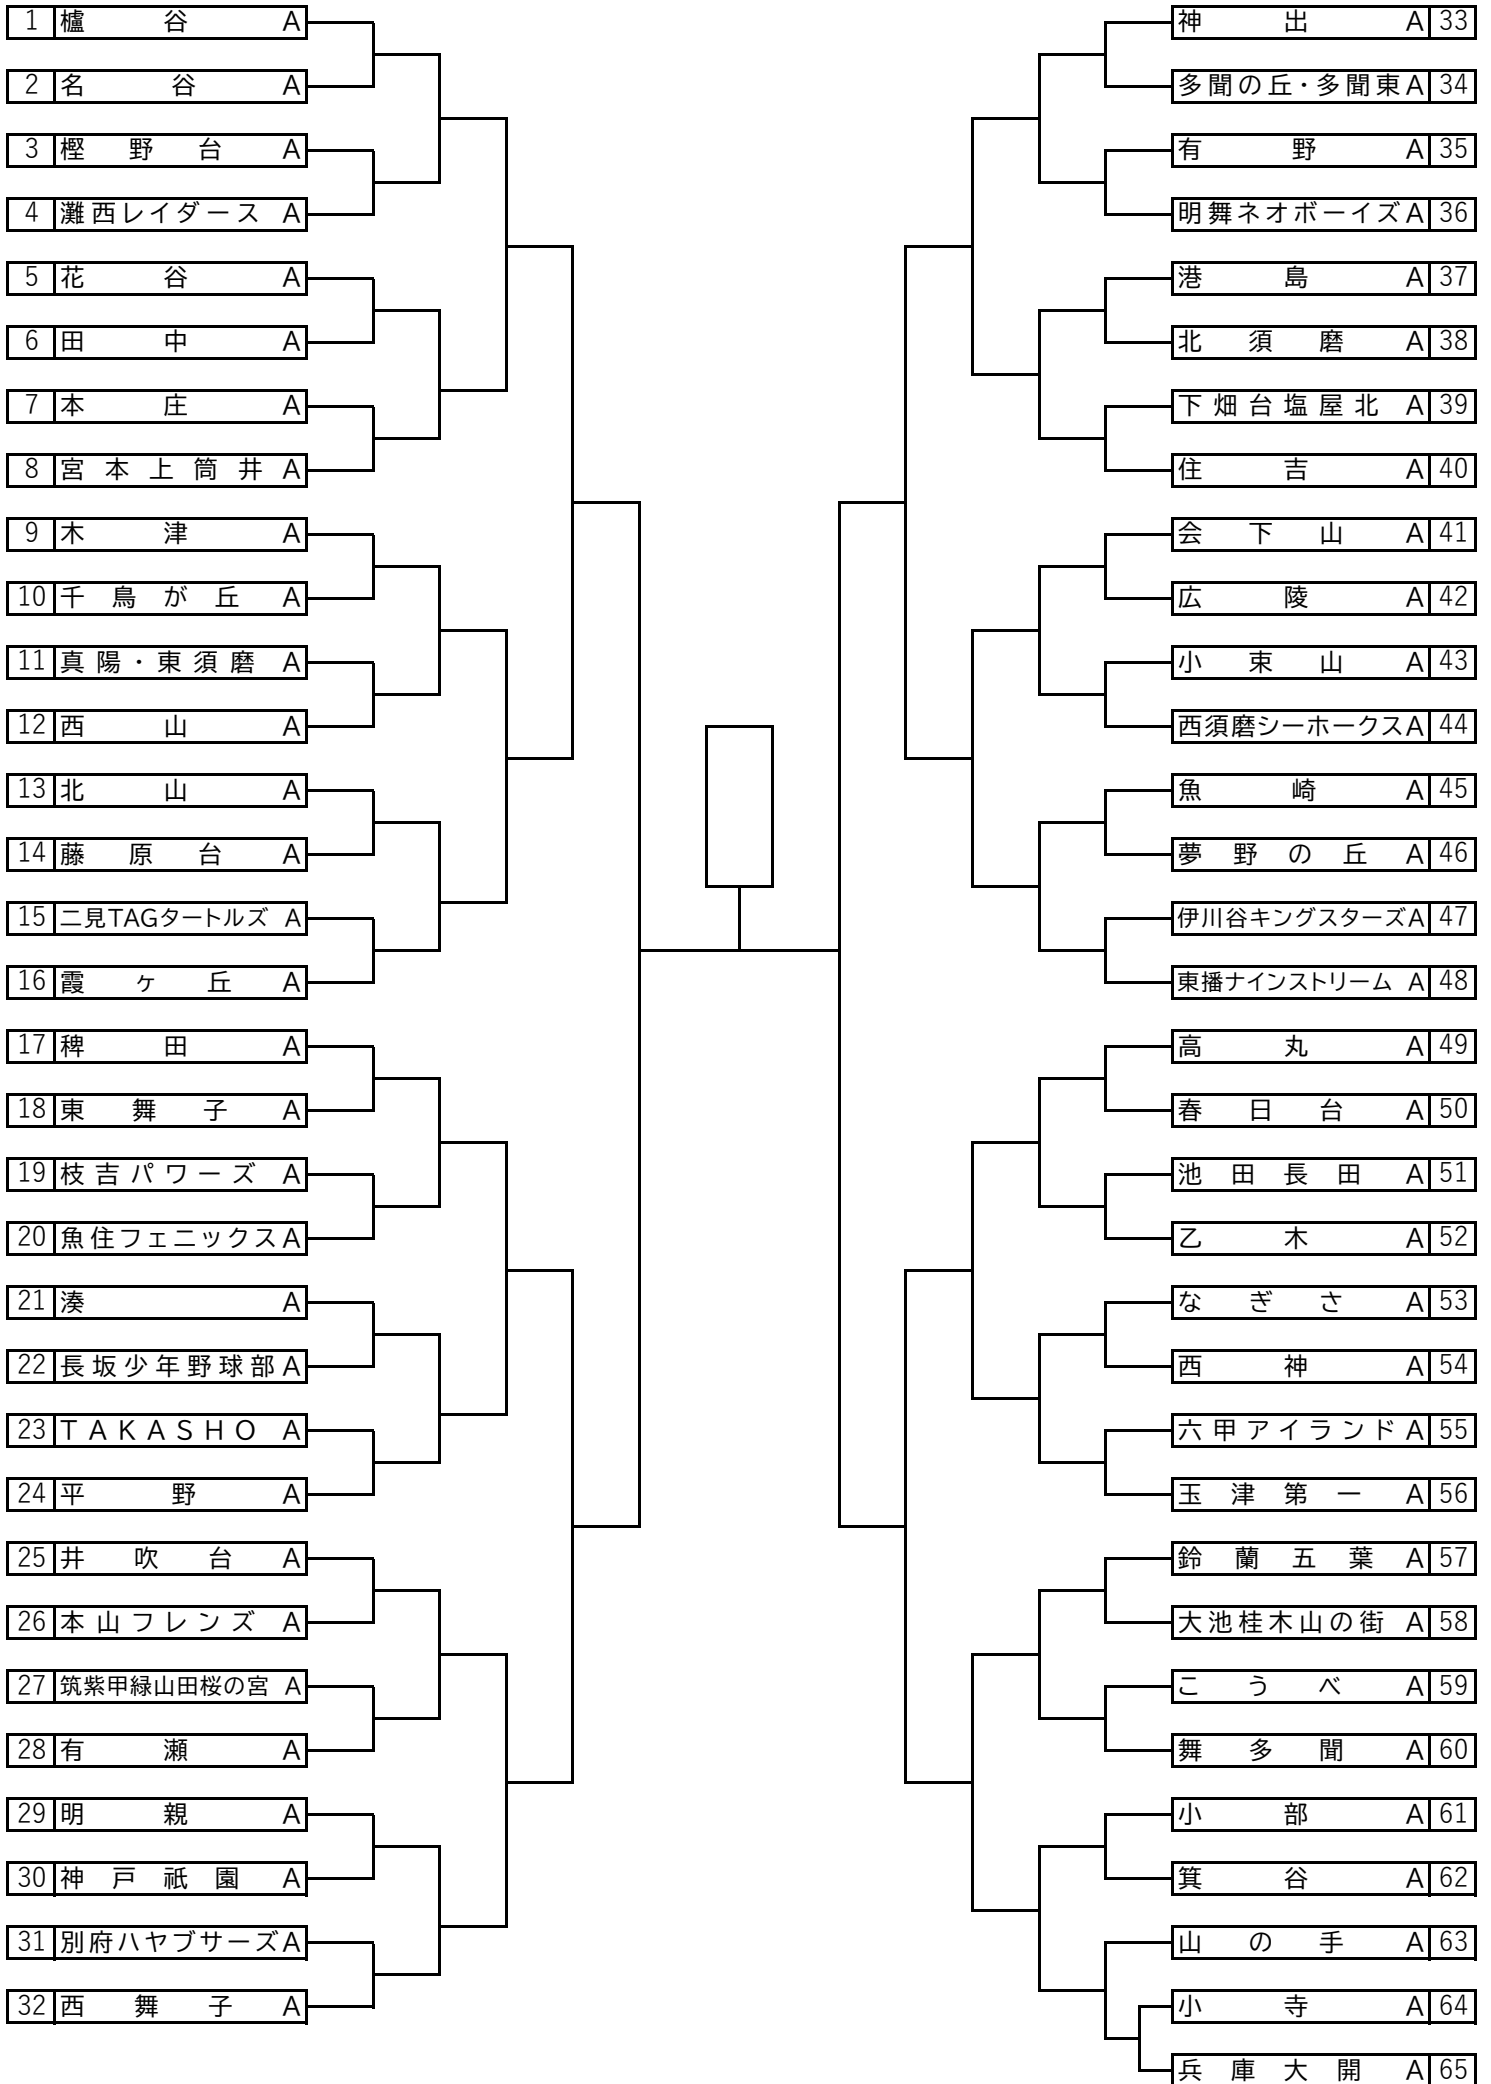 1 櫨谷 A
2 名谷 A
3 樫野台 A
4 灘西レイダース A
5 花谷 A
6 田中 A
7 本庄 A
8 宮本上筒井 A
9 木津 A
10 千鳥が丘 A
11 真陽・東須磨 A
12 西山 A
13 北山 A
14 藤原台 A
15 二見TAGタートルズ A
16 霞ヶ丘 A
17 稗田 A
18 東舞子 A
19 枝吉パワーズ A
20 魚住フェニックス A
21 湊 A
22 長坂少年野球部 A
23 TAKASHO A
24 平野 A
25 井吹台 A
26 本山フレンズ A
27 筑紫甲緑山田桜の宮 A
28 有瀬 A
29 明親 A
30 神戸祇園 A
31 別府ハヤブサーズ A
32 西舞子 A
神出 A 33
多聞の丘・多聞東 A 34
有野 A 35
明舞ネオボーイズ A 36
港島 A 37
北須磨 A 38
下畑台塩屋北 A 39
住吉 A 40
会下山 A 41
広陵 A 42
小束山 A 43
西須磨シーホークス A 44
魚崎 A 45
夢野の丘 A 46
伊川谷キングスターズ A 47
東播ナインストリーム A 48
高丸 A 49
春日台 A 50
池田長田 A 51
乙木 A 52
なぎさ A 53
西神 A 54
六甲アイランド A 55
玉津第一 A 56
鈴蘭五葉 A 57
大池桂木山の街 A 58
こうべ A 59
舞多聞 A 60
小部 A 61
箕谷 A 62
山の手 A 63
小寺 A 64
兵庫大開 A 65